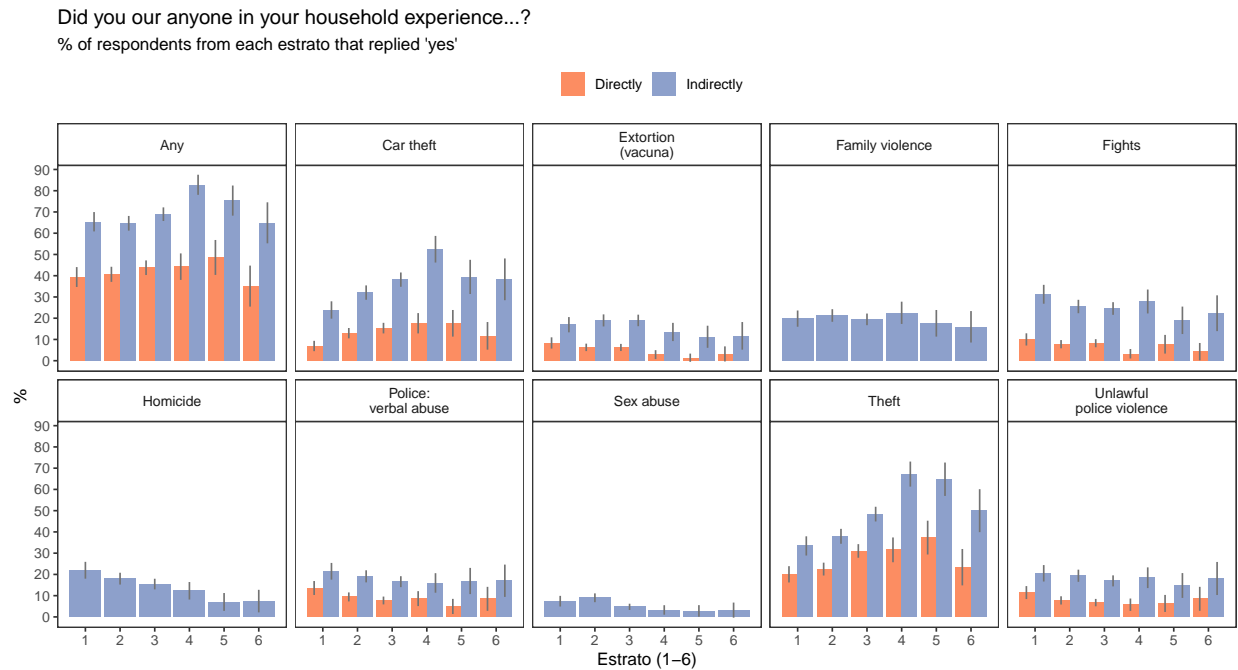 Did you our anyone in your household experience...?
% of respondents from each estrato that replied 'yes'
Directly Indirectly
Any
Car theft
Extortion
(vacuna)
Family violence
Fights
90
80
70
60
50
40
30
20
10
0
Homicide
Police:
verbal abuse
Sex abuse
Theft
Unlawful
police violence
90
80
70
60
50
40
30
20
10
0
%
1 2 3 4 5 6
1 2 3 4 5 6
1 2 3 4 5 6
1 2 3 4 5 6
1 2 3 4 5 6
Estrato (1–6)